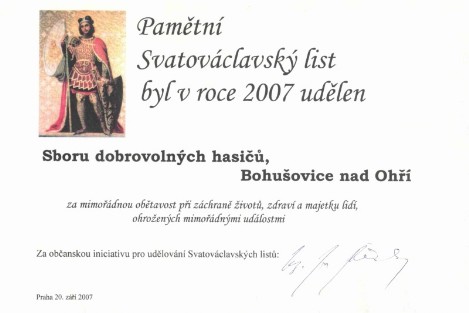 Pamětní
Svatováclavský list
byl v roce 2007 udělen
Sboru dobrovolných hasičů,
Bohušovice nad Ohří
za mimořádnou obětavost při záchraně životů, zdraví a majetku lidí,
ohrožených mimořádnými událostmi
Za občanskou iniciativu pro udělování Svatováclavských listů:
Praha 20. září 2007